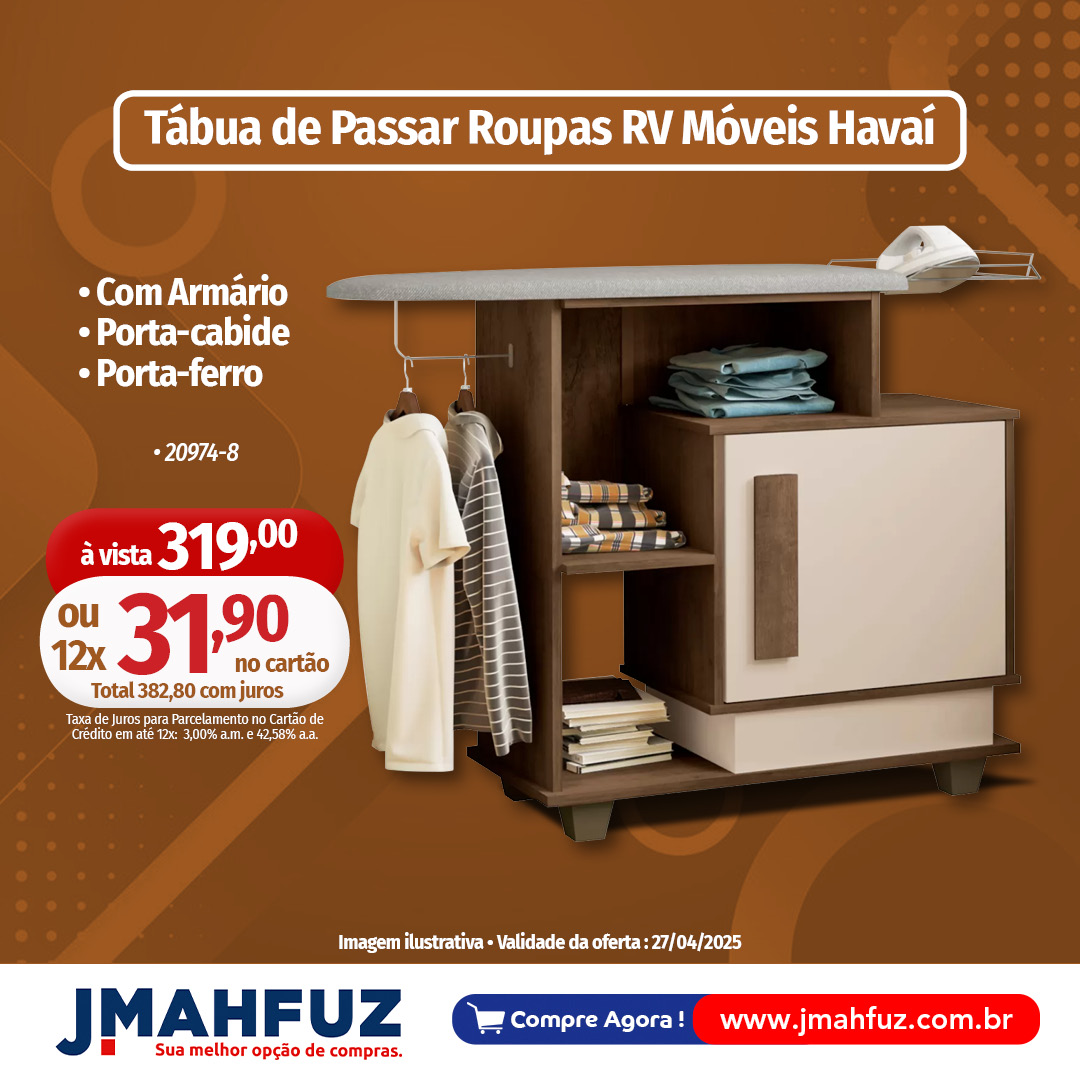 Tábua de Passar Roupas RV Móveis Havaí
• Com Armário
• Porta-cabide
• Porta-ferro
• 20974-8
à vista 319,00
ou
12x 31,90
no cartão
Total 382,80 com juros
Taxa de Juros para Parcelamento no Cartão de
Crédito em até 12x: 3,00% a.m. e 42,58% a.a.
Imagem ilustrativa • Validade da oferta : 27/04/2025
JMAHFUZ
Sua melhor opção de compras.
Compre Agora !
www.jmahfuz.com.br